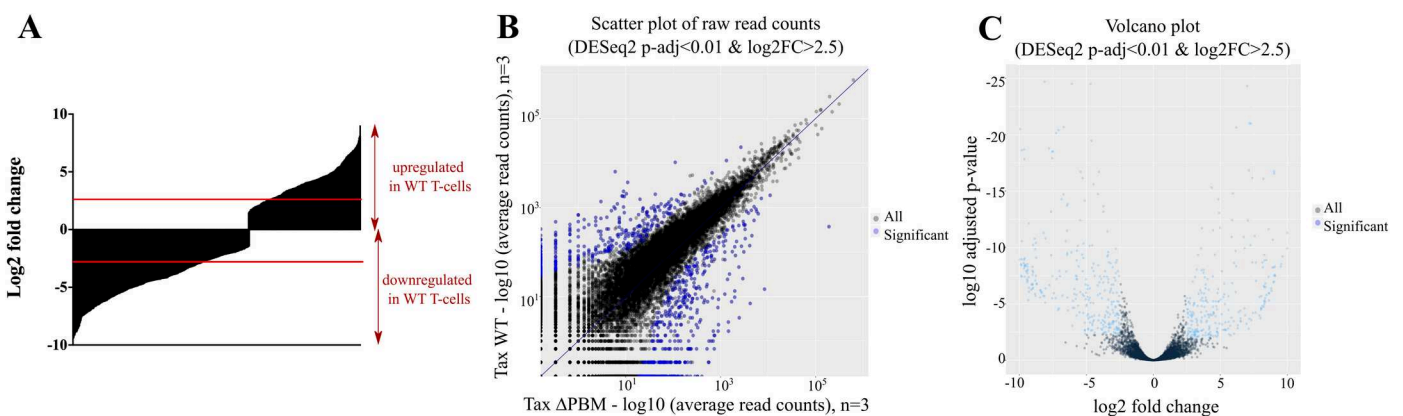 A
Log2 fold change
10
5
0
-5
-10
upregulated
in WT T-cells
downregulated
in WT T-cells
B
Scatter plot of raw read counts
(DESeq2 p-adj<0.01 & log2FC>2.5)
Tax WT - log10 (average read counts), n=3
10^5
10^3
10^1
10^1
10^3
10^5
Tax ΔPBM - log10 (average read counts), n=3
All
Significant
C
Volcano plot
(DESeq2 p-adj<0.01 & log2FC>2.5)
log10 adjusted p-value
-25
-20
-15
-10
-5
0
-10
-5
0
5
10
log2 fold change
All
Significant